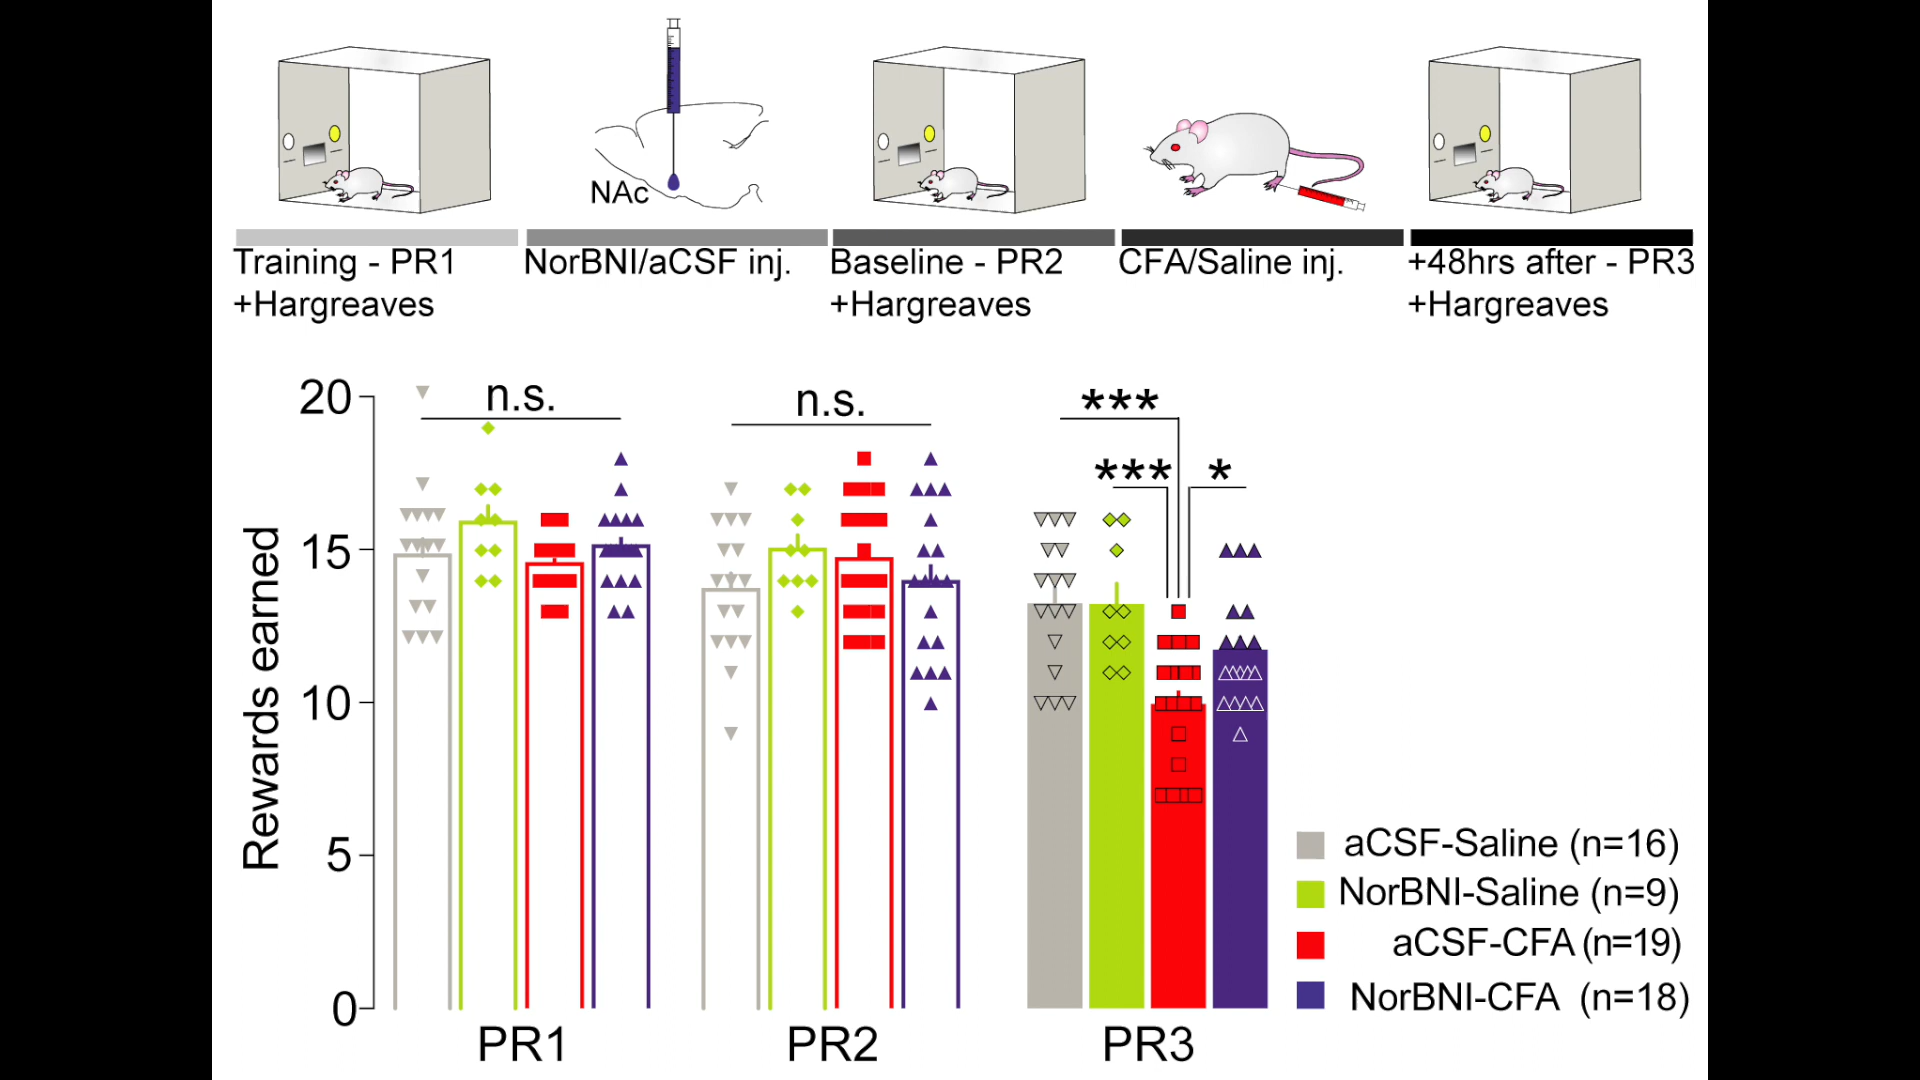 NAc
Training - PR1
+Hargreaves
NorBNI/aCSF inj.
Baseline - PR2
+Hargreaves
CFA/Saline inj.
+48hrs after - PR3
+Hargreaves
Rewards earned
20
15
10
5
0
n.s.
n.s.
***
***
*
PR1
PR2
PR3
aCSF-Saline (n=16)
NorBNI-Saline (n=9)
aCSF-CFA (n=19)
NorBNI-CFA (n=18)